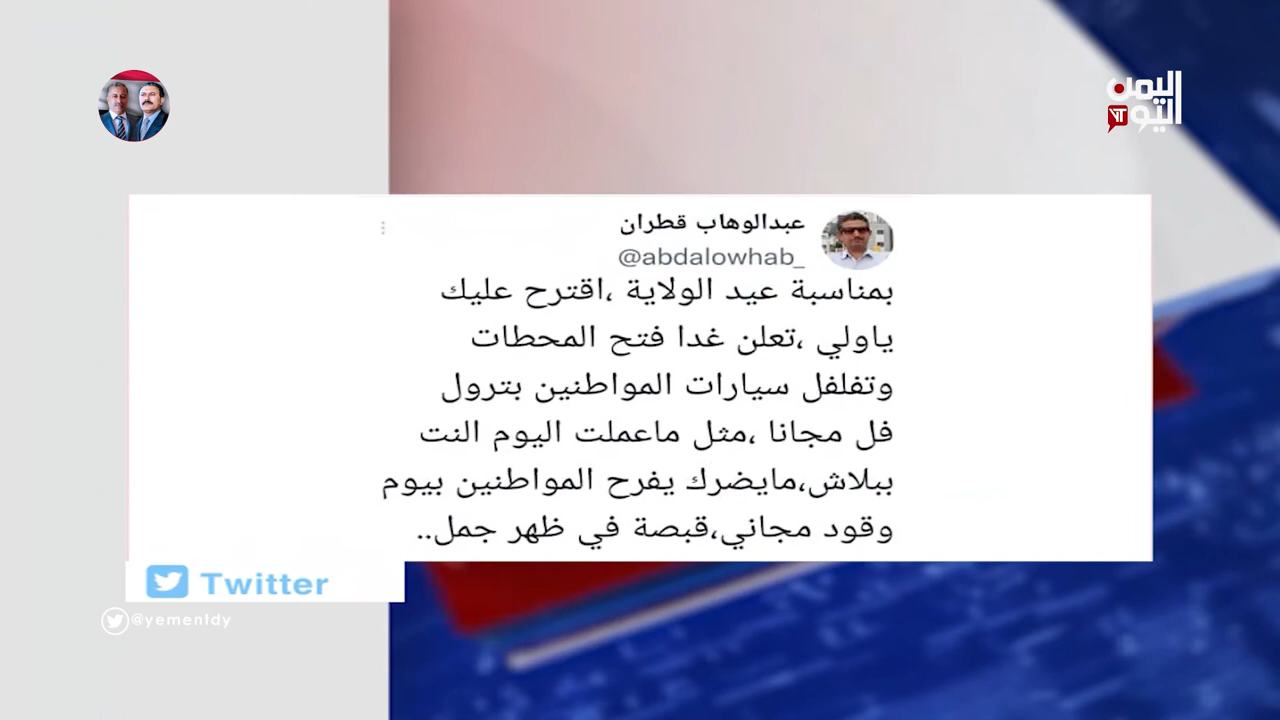 اليمن
اليوم
YT
عبدالوهاب قطران
@abdalowhab_
بمناسبة عيد الولاية ،اقترح عليك
ياولي ،تعلن غدا فتح المحطات
وتفلفل سيارات المواطنين بترول
فل مجانا ،مثل ماعملت اليوم النت
ببلاش،مايضرك يفرح المواطنين بيوم
وقود مجاني،قبصة في ظهر جمل..
Twitter
@yementdy